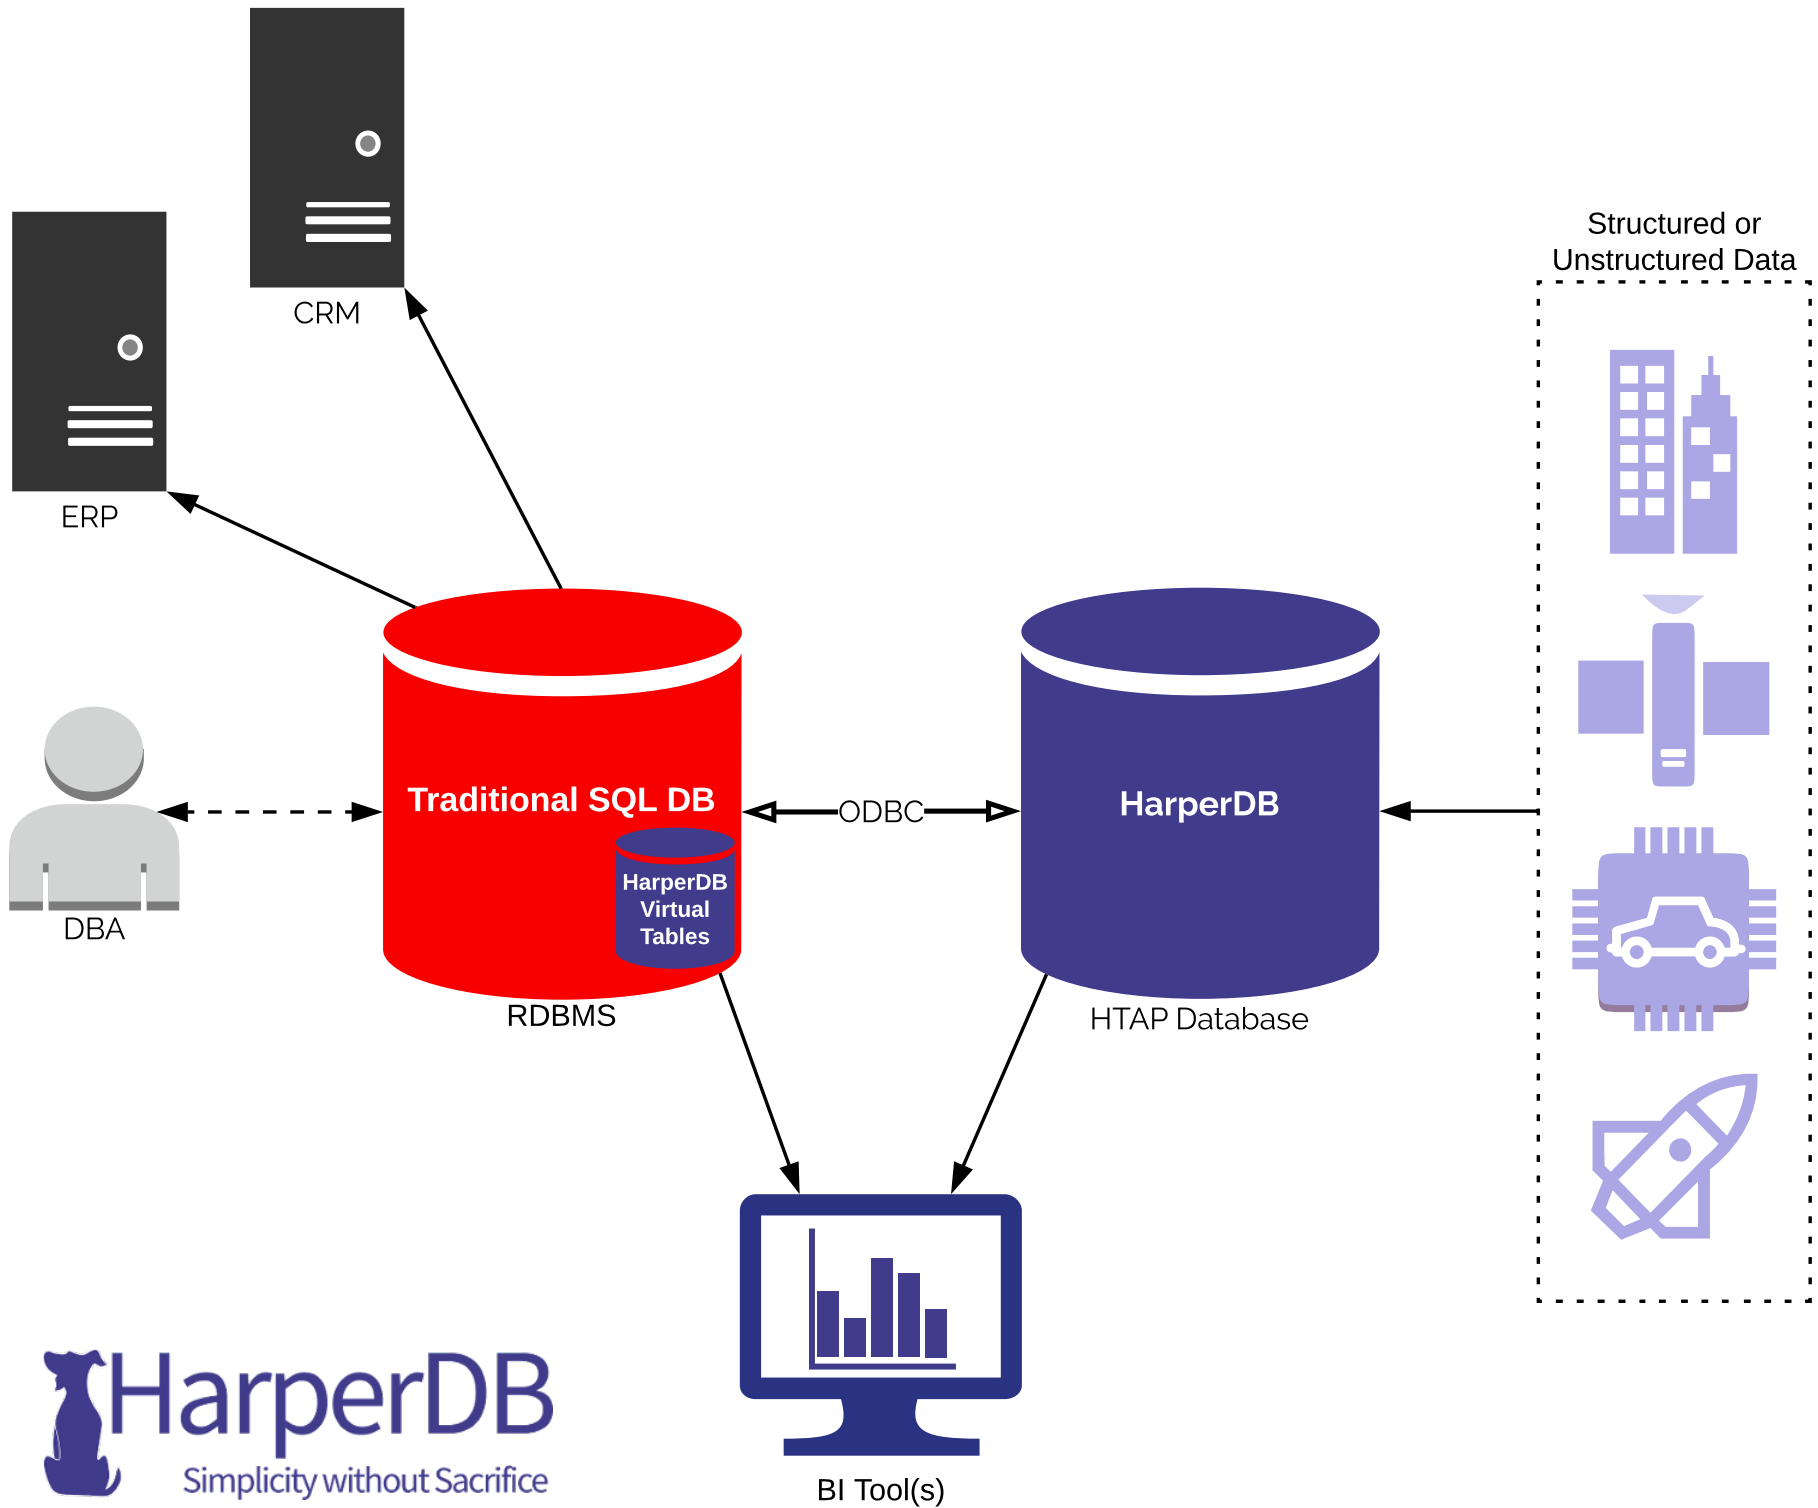 CRM
Structured or
Unstructured Data
ERP
Traditional SQL DB
HarperDB
Virtual
Tables
ODBC
HarperDB
DBA
RDBMS
HTAP Database
HarperDB
Simplicity without Sacrifice
BI Tool(s)